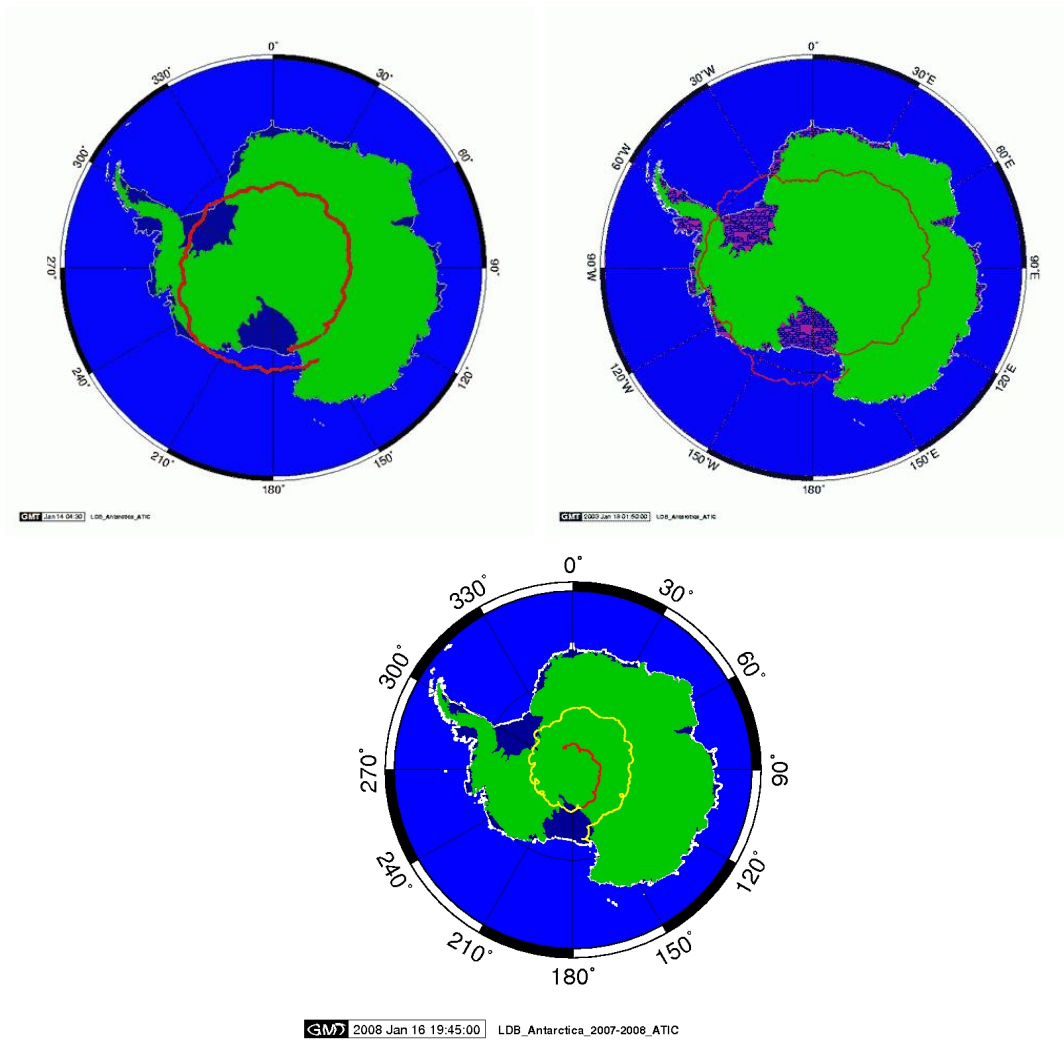 0°
330° 30°
300° 60°
270° 90°
240° 120°
210° 150°
180°
GMT Jan 14 04:30 LDB_Antarctica_ATIC
0°
30°W 30°E
60°W 60°E
90°W 90°E
120°W 120°E
150°W 150°E
180°
GMT 2003 Jan 18 01:50:00 LDB_Antarctica_ATIC
0°
330° 30°
300° 60°
270° 90°
240° 120°
210° 150°
180°
GMT 2008 Jan 16 19:45:00 LDB_Antarctica_2007-2008_ATIC